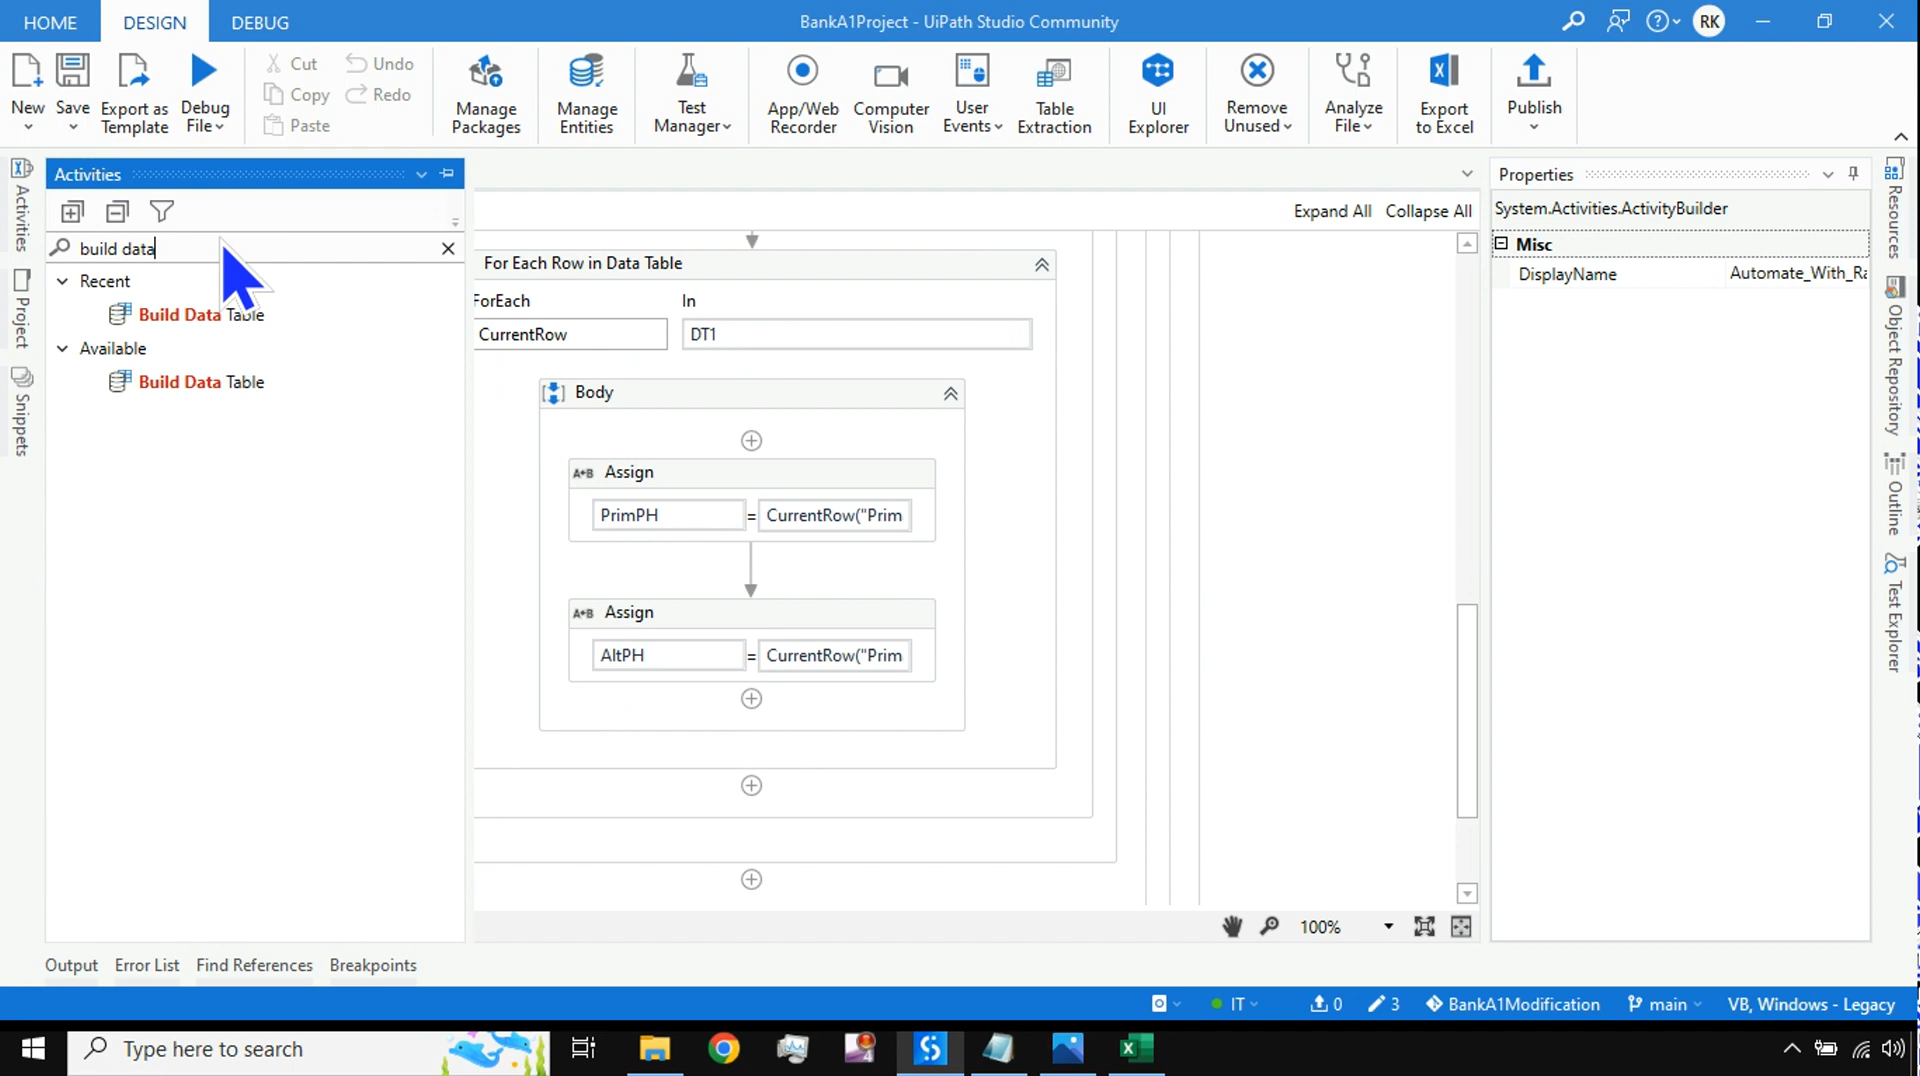 HOME DESIGN DEBUG BankA1Project - UiPath Studio Community RK
New Save Export as Template Debug File Cut Copy Paste Undo Redo Manage Packages Manage Entities Test Manager App/Web Recorder Computer Vision User Events Table Extraction UI Explorer Remove Unused Analyze File Export to Excel Publish
Activities
build data
Recent
Build Data Table
Available
Build Data Table
Activities
Project
Snippets
Expand All Collapse All
For Each Row in Data Table
ForEach In
CurrentRow DT1
Body
A+B Assign
PrimPH = CurrentRow("Prim
A+B Assign
AltPH = CurrentRow("Prim
100%
Properties
System.Activities.ActivityBuilder
Misc
DisplayName Automate_With_Ra
Resources
Object Repository
Outline
Test Explorer
Output Error List Find References Breakpoints
IT 0 3 BankA1Modification main VB, Windows - Legacy
Type here to search